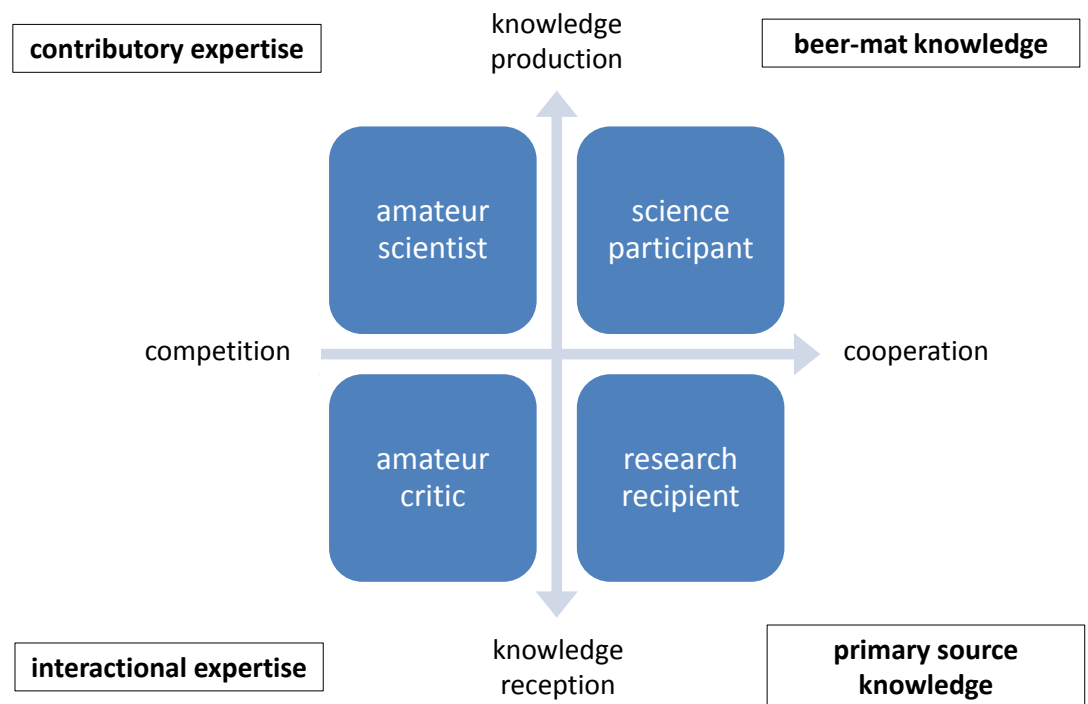 contributory expertise
knowledge
production
beer-mat knowledge
amateur
scientist
science
participant
competition
cooperation
amateur
critic
research
recipient
interactional expertise
knowledge
reception
primary source
knowledge